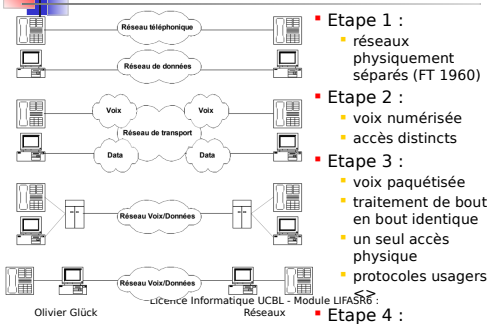 Réseau téléphonique
Réseau de données
Voix
Voix
Réseau de transport
Data
Data
Réseau Voix/Données
Réseau Voix/Données
Etape 1 :
réseaux
physiquement
séparés (FT 1960)
Etape 2 :
voix numérisée
accès distincts
Etape 3 :
voix paquétisée
traitement de bout
en bout identique
un seul accès
physique
protocoles usagers
<>
Etape 4 :
Olivier Glück
Licence Informatique UCBL - Module LIFASR6 :
Réseaux